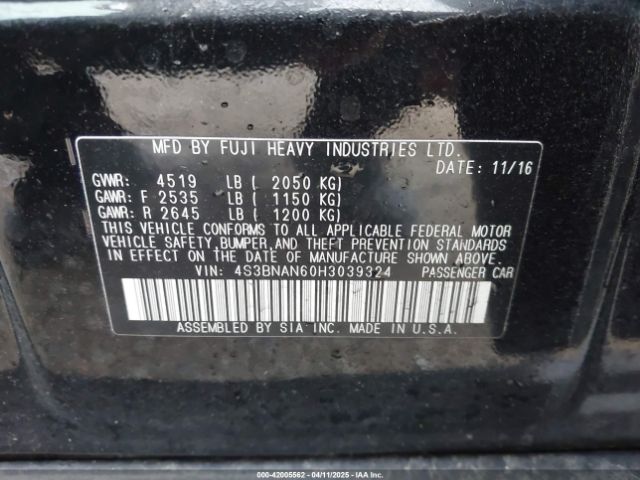 MFD BY FUJI HEAVY INDUSTRIES LTD.
DATE: 11/16
GVWR: 4519 LB ( 2050 KG)
GAWR: F 2535 LB ( 1150 KG)
GAWR: R 2645 LB ( 1200 KG)
THIS VEHICLE CONFORMS TO ALL APPLICABLE FEDERAL MOTOR
VEHICLE SAFETY, BUMPER, AND THEFT PREVENTION STANDARDS
IN EFFECT ON THE DATE OF MANUFACTURE SHOWN ABOVE.
VIN: 4S3BNAN60H3039324 PASSENGER CAR
ASSEMBLED BY SIA INC. MADE IN U.S.A.
000-42005562 - 04/11/2025 - IAA Inc.